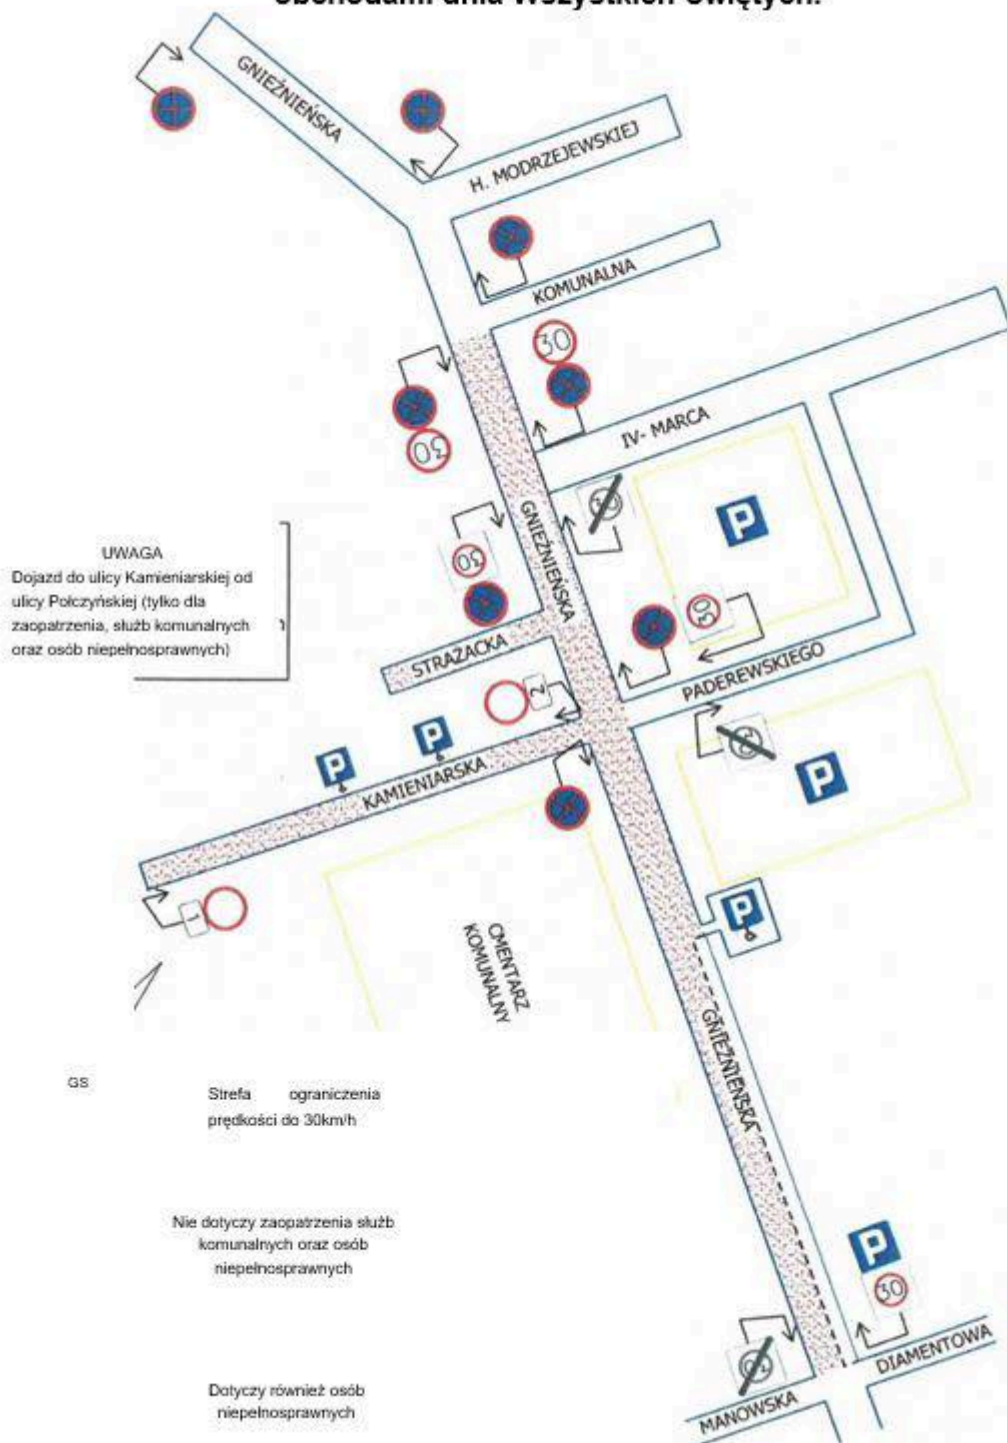 obchodami dnia Wszystkich Świętych.
GNIEŹNIEŃSKA
H. MODRZEJEWSKIEJ
KOMUNALNA
30
30
IV- MARCA
GNIEŹNIEŃSKA
P
UWAGA
Dojazd do ulicy Kamieniarskiej od
ulicy Połczyńskiej (tylko dla
zaopatrzenia, służb komunalnych
oraz osób niepełnosprawnych)
30
30
STRAŻACKA
PADEREWSKIEGO
2
P
P
KAMIENIARSKA
P
1
P
CMENTARZ
KOMUNALNY
GNIEŹNIEŃSKA
GS
Strefa ograniczenia
prędkości do 30km/h
Nie dotyczy zaopatrzenia służb
komunalnych oraz osób
niepełnosprawnych
P
30
DIAMENTOWA
MANOWSKA
Dotyczy również osób
niepełnosprawnych